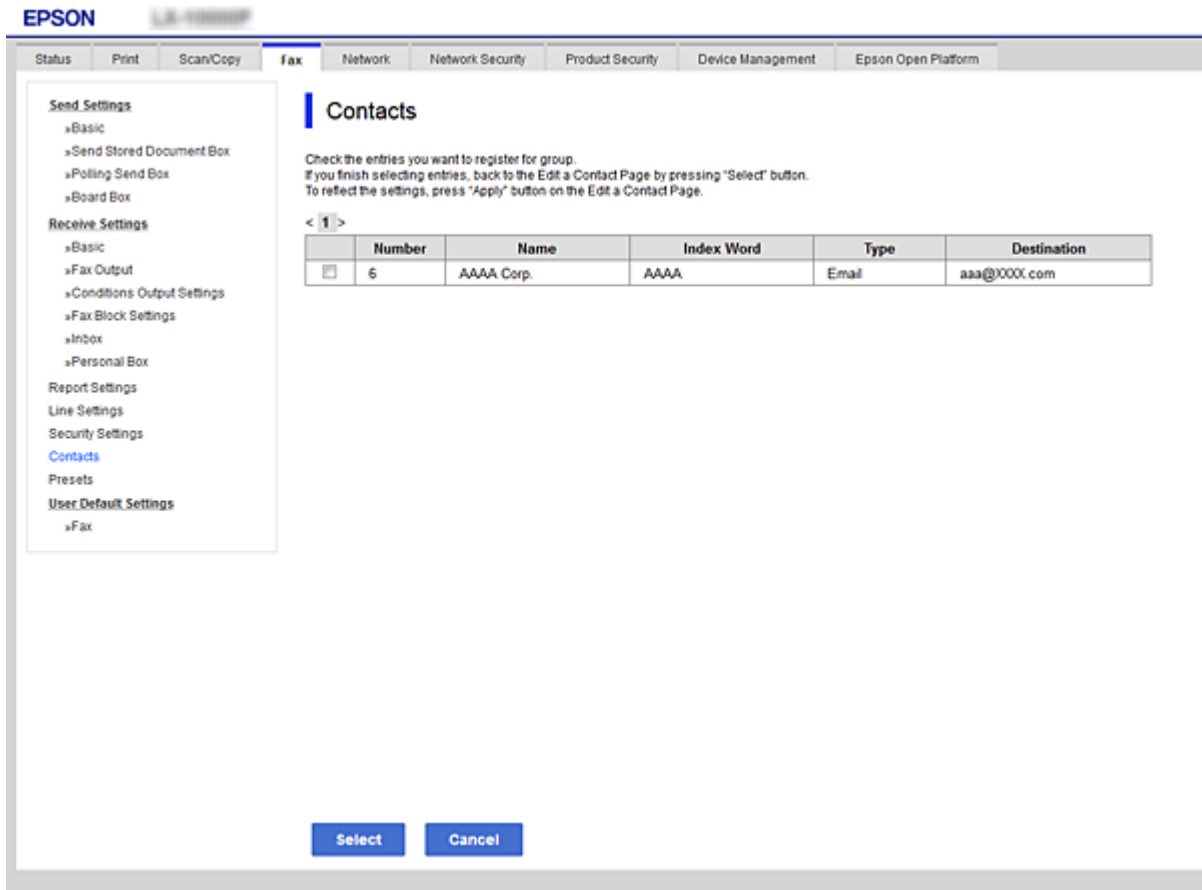 EPSON
Status Print Scan/Copy Fax Network Network Security Product Security Device Management Epson Open Platform
Send Settings
»Basic
»Send Stored Document Box
»Polling Send Box
»Board Box
Receive Settings
»Basic
»Fax Output
»Conditions Output Settings
»Fax Block Settings
»Inbox
»Personal Box
Report Settings
Line Settings
Security Settings
Contacts
Presets
User Default Settings
»Fax
Contacts
Check the entries you want to register for group.
If you finish selecting entries, back to the Edit a Contact Page by pressing "Select" button.
To reflect the settings, press "Apply" button on the Edit a Contact Page.
< 1 >
Number Name Index Word Type Destination
6 AAAA Corp. AAAA Email aaa@XXXX.com
Select Cancel